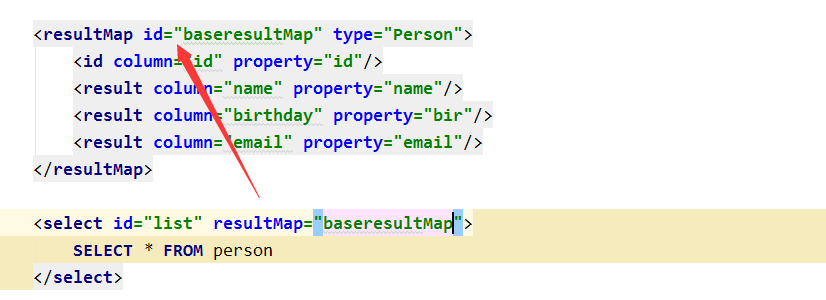 <resultMap id="baseresultMap" type="Person">
<id column="id" property="id"/>
<result column="name" property="name"/>
<result column="birthday" property="bir"/>
<result column="email" property="email"/>
</resultMap>
<select id="list" resultMap="baseresultMap">
SELECT * FROM person
</select>